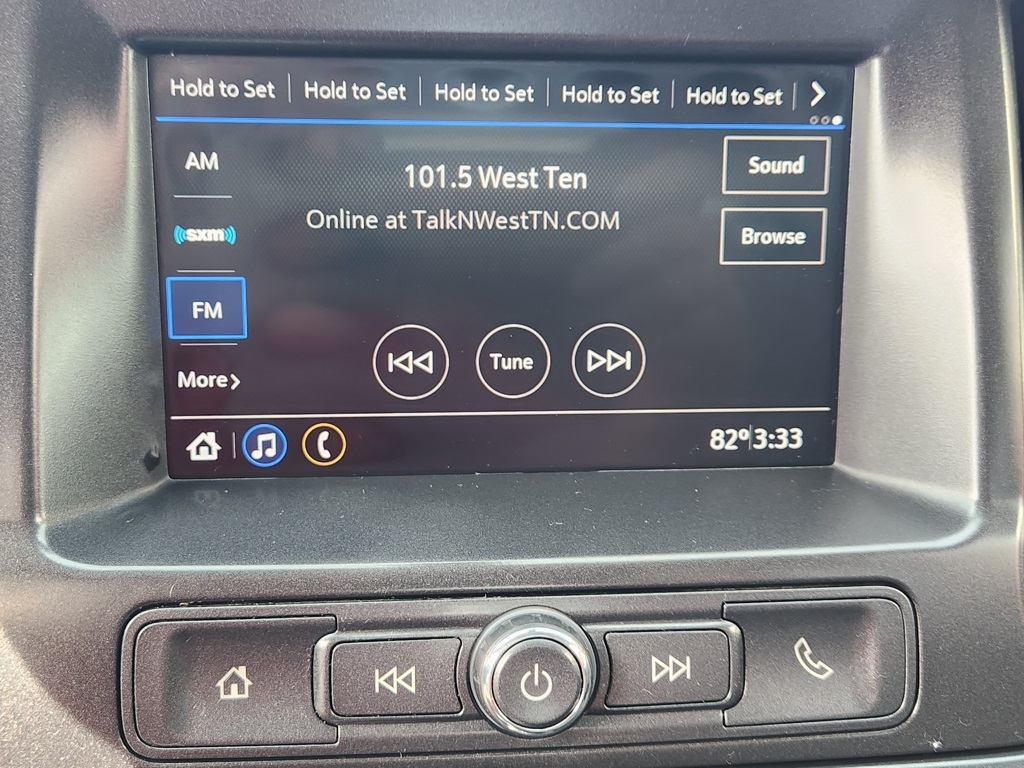 Hold to Set Hold to Set Hold to Set Hold to Set Hold to Set
AM
101.5 West Ten
Sound
Online at TalkNWestTN.COM
sxm
Browse
FM
Tune
More
82° 3:33